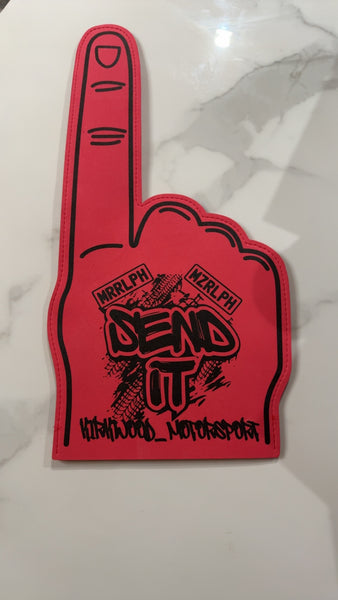 MRRLPH
MZRLPH
SEND
IT
KIRKWOOD_MOTORSPORT